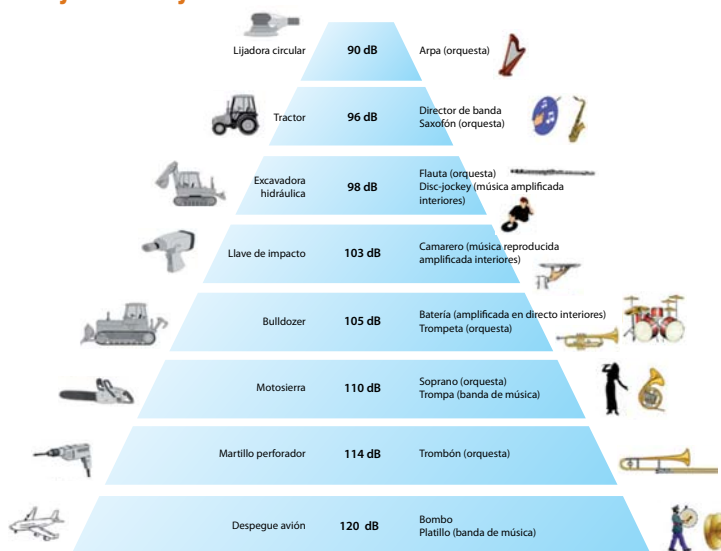 Lijadora circular
90 dB
Arpa (orquesta)
Tractor
96 dB
Director de banda
Saxofón (orquesta)
Excavadora
hidráulica
98 dB
Flauta (orquesta)
Disc-jockey (música amplificada
interiores)
Llave de impacto
103 dB
Camarero (música reproducida
amplificada interiores)
Bulldozer
105 dB
Batería (amplificada en directo interiores)
Trompeta (orquesta)
Motosierra
110 dB
Soprano (orquesta)
Trompa (banda de música)
Martillo perforador
114 dB
Trombón (orquesta)
Despegue avión
120 dB
Bombo
Platillo (banda de música)